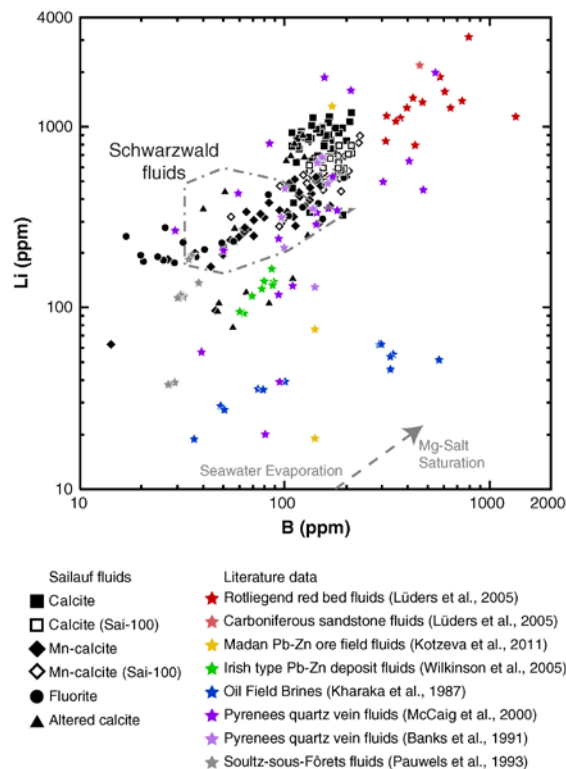 4000
1000
100
10
Li (ppm)
Schwarzwald
fluids
Seawater Evaporation
Mg-Salt
Saturation
10
100
1000
2000
B (ppm)
Sailauf fluids
Calcite
Calcite (Sai-100)
Mn-calcite
Mn-calcite (Sai-100)
Fluorite
Altered calcite
Literature data
Rotliegend red bed fluids (Lüders et al., 2005)
Carboniferous sandstone fluids (Lüders et al., 2005)
Madan Pb-Zn ore field fluids (Kotzeva et al., 2011)
Irish type Pb-Zn deposit fluids (Wilkinson et al., 2005)
Oil Field Brines (Kharaka et al., 1987)
Pyrenees quartz vein fluids (McCaig et al., 2000)
Pyrenees quartz vein fluids (Banks et al., 1991)
Soultz-sous-Fôrets fluids (Pauwels et al., 1993)